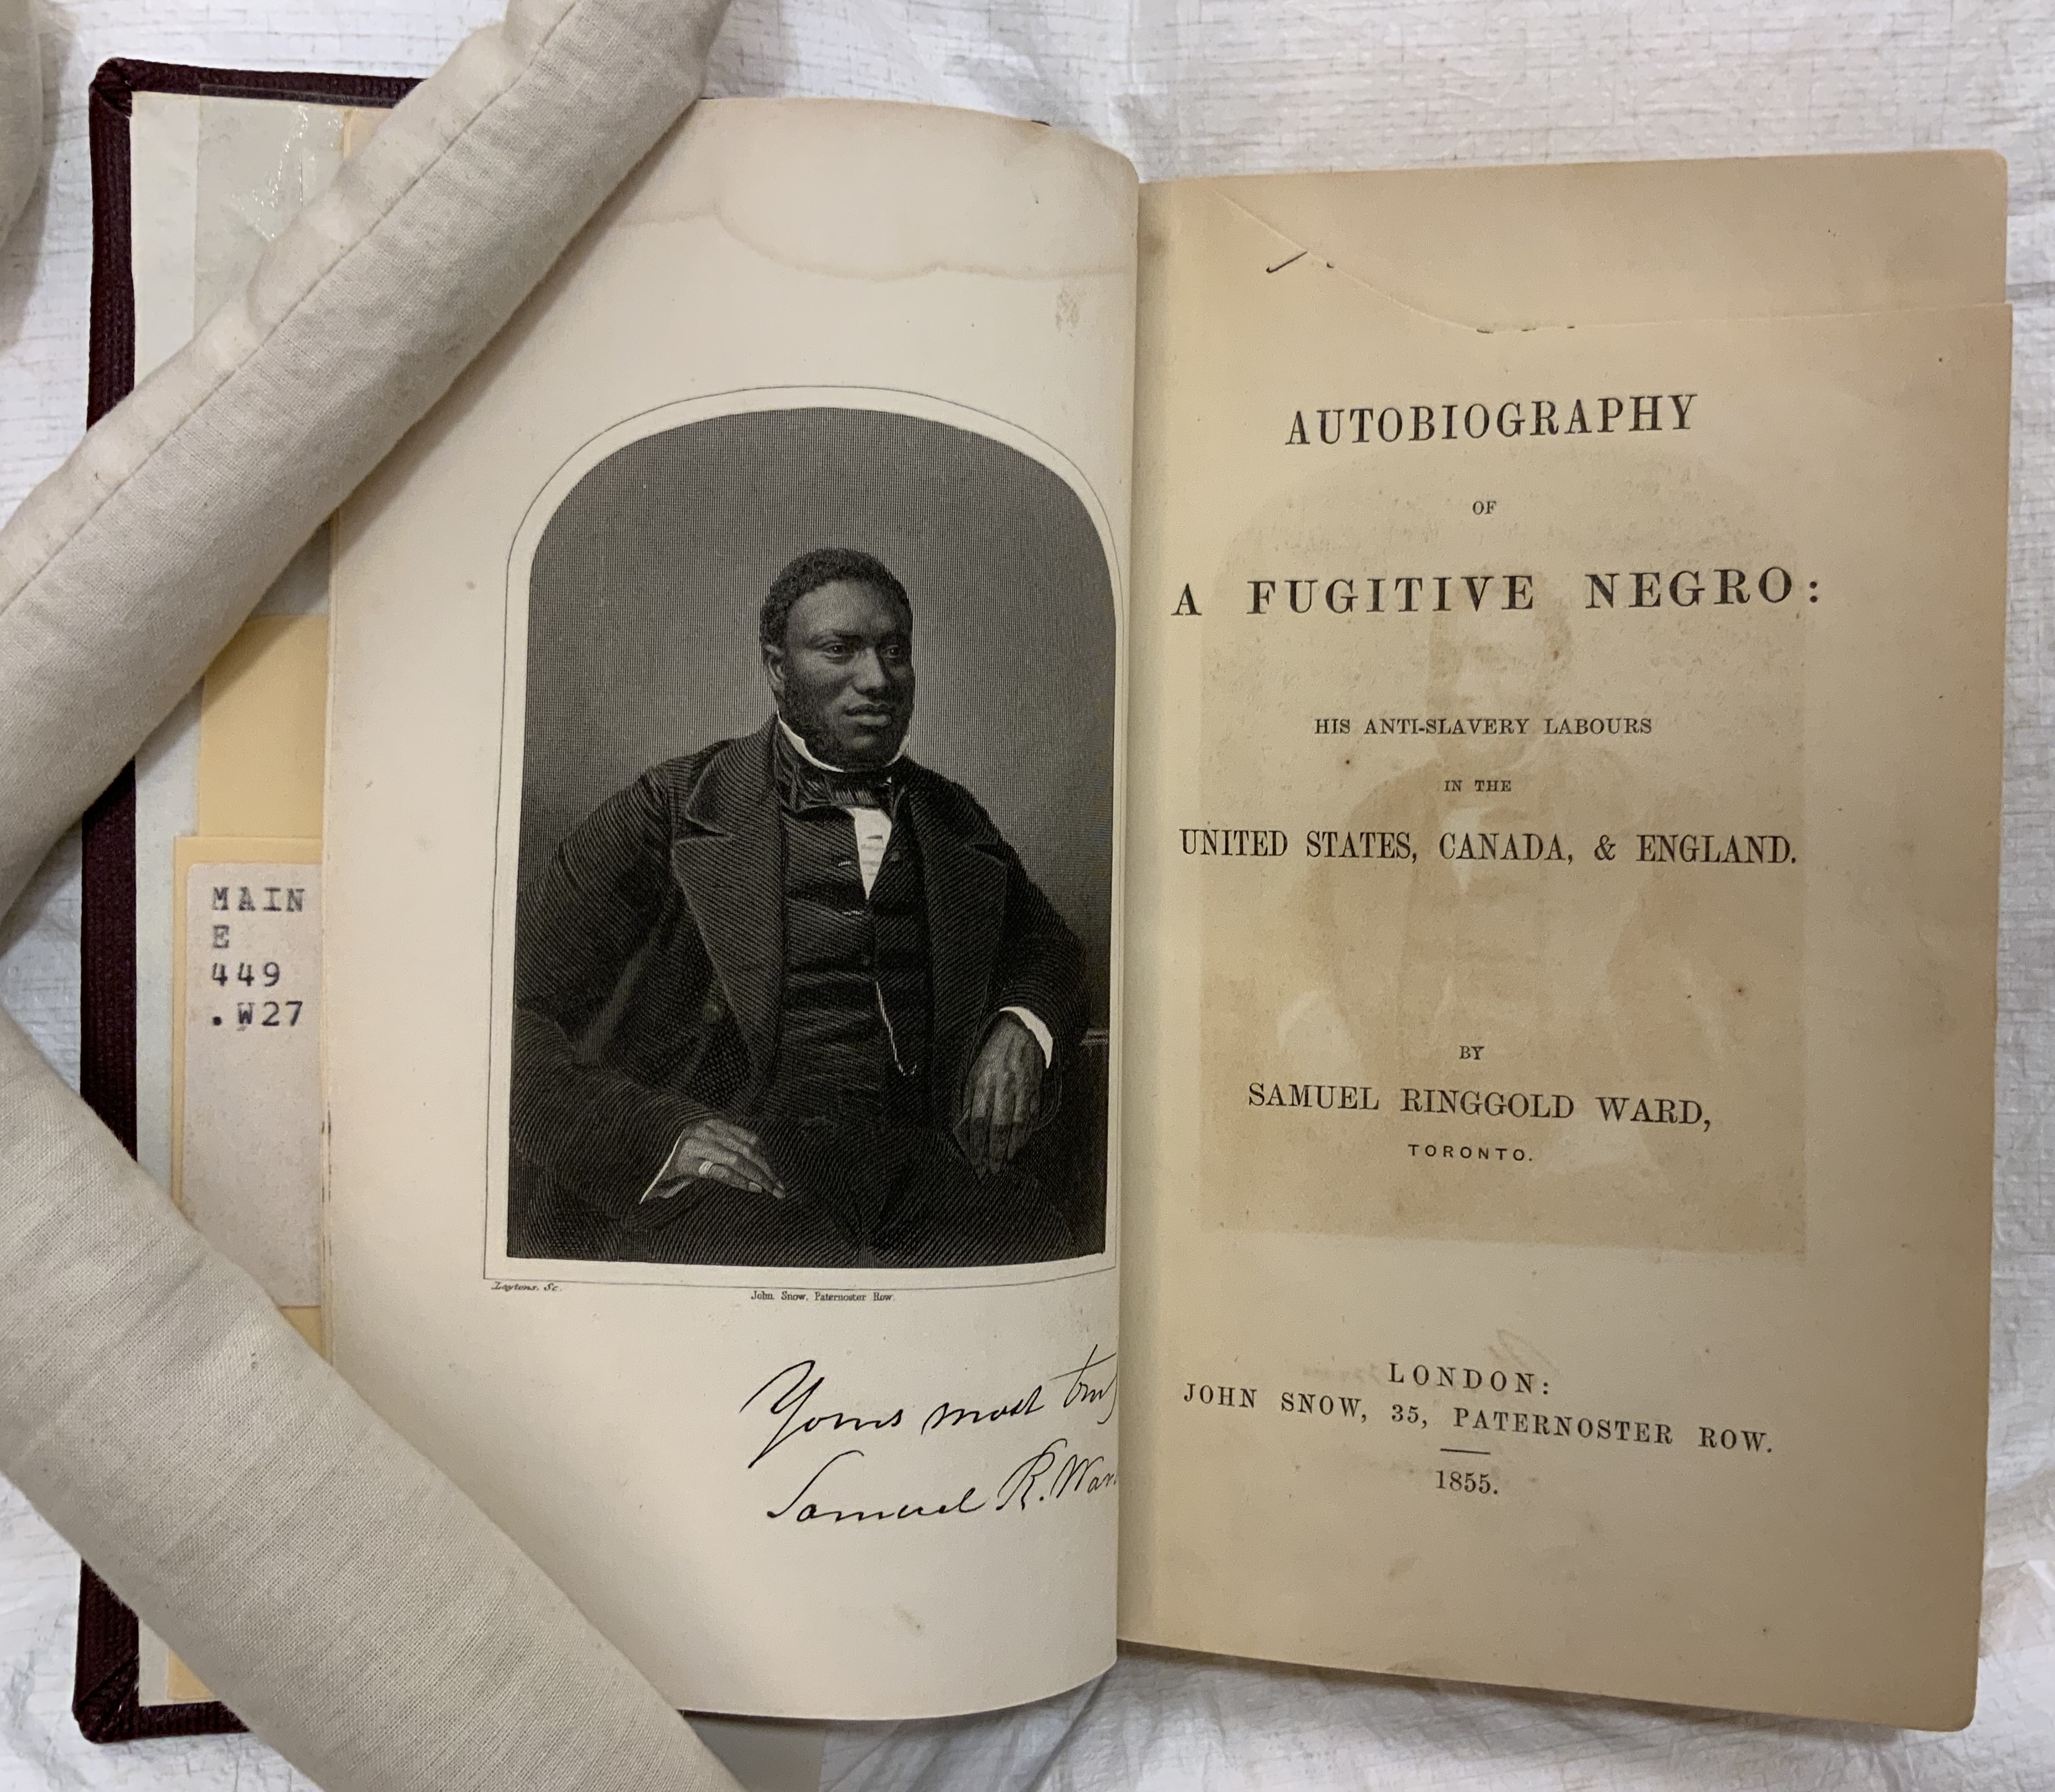 MAIN
E
449
.W27
Laytons. Sc.
John Snow, Paternoster Row.
Yours most
Samuel R.
AUTOBIOGRAPHY
OF
A FUGITIVE NEGRO:
HIS ANTI-SLAVERY LABOURS
IN THE
UNITED STATES, CANADA, & ENGLAND.
BY
SAMUEL RINGGOLD WARD,
TORONTO.
LONDON:
JOHN SNOW, 35, PATERNOSTER ROW.
1855.